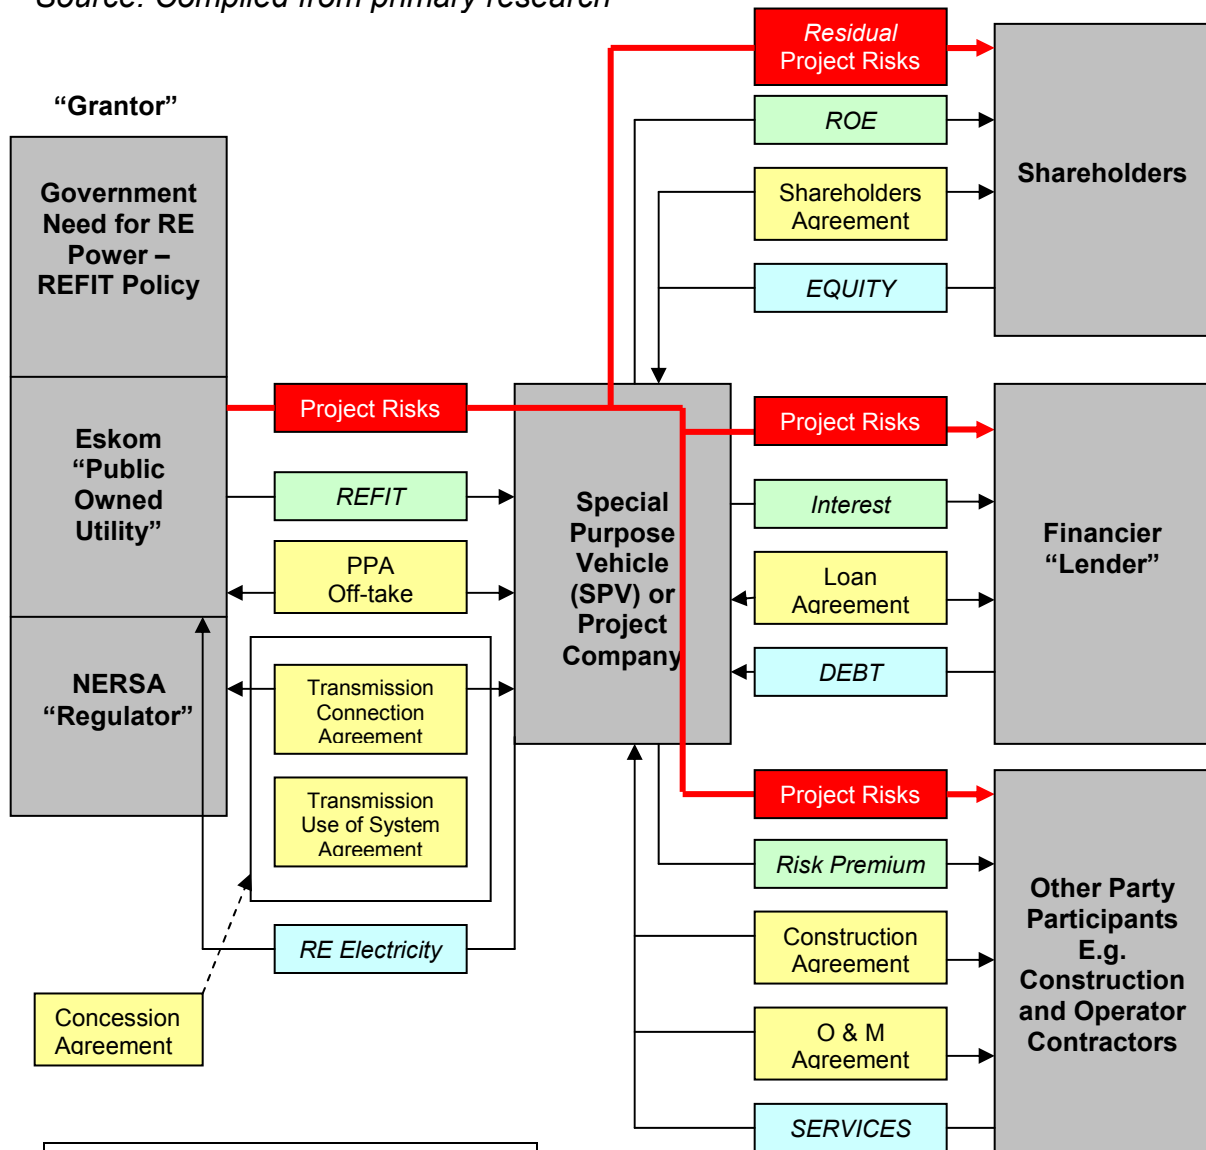 Source: Compiled from primary research
“Grantor”
Government
Need for RE
Power –
REFIT Policy
Eskom
“Public
Owned
Utility”
NERSA
“Regulator”
Project Risks
REFIT
PPA
Off-take
Transmission
Connection
Agreement
Transmission
Use of System
Agreement
RE Electricity
Concession
Agreement
Special
Purpose
Vehicle
(SPV) or
Project
Company
Residual
Project Risks
ROE
Shareholders
Agreement
EQUITY
Shareholders
Project Risks
Interest
Loan
Agreement
DEBT
Financier
“Lender”
Project Risks
Risk Premium
Construction
Agreement
O & M
Agreement
SERVICES
Other Party
Participants
E.g.
Construction
and Operator
Contractors